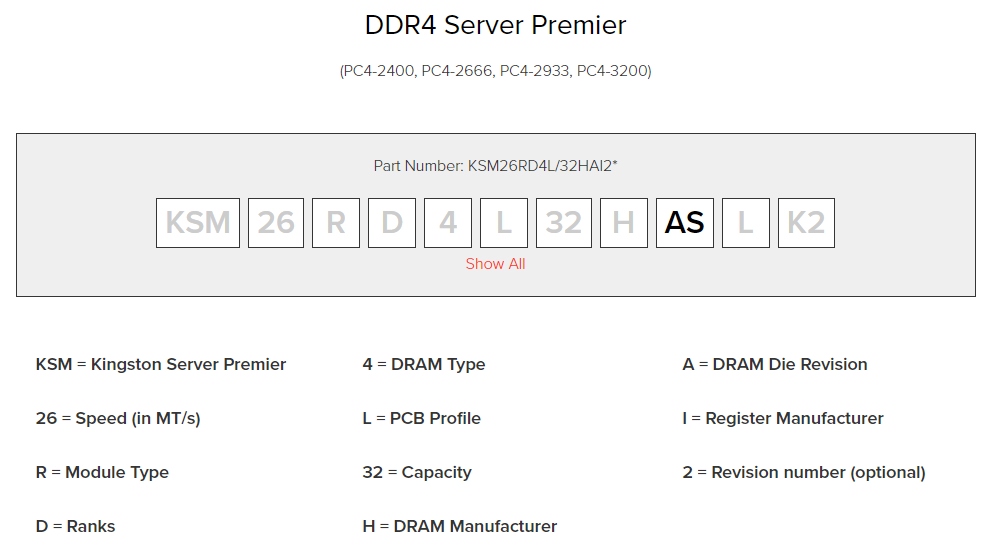 DDR4 Server Premier
(PC4-2400, PC4-2666, PC4-2933, PC4-3200)
Part Number: KSM26RD4L/32HAI2*
KSM 26 R D 4 L 32 H AS L K2
Show All
KSM = Kingston Server Premier
26 = Speed (in MT/s)
R = Module Type
D = Ranks
4 = DRAM Type
L = PCB Profile
32 = Capacity
H = DRAM Manufacturer
A = DRAM Die Revision
I = Register Manufacturer
2 = Revision number (optional)